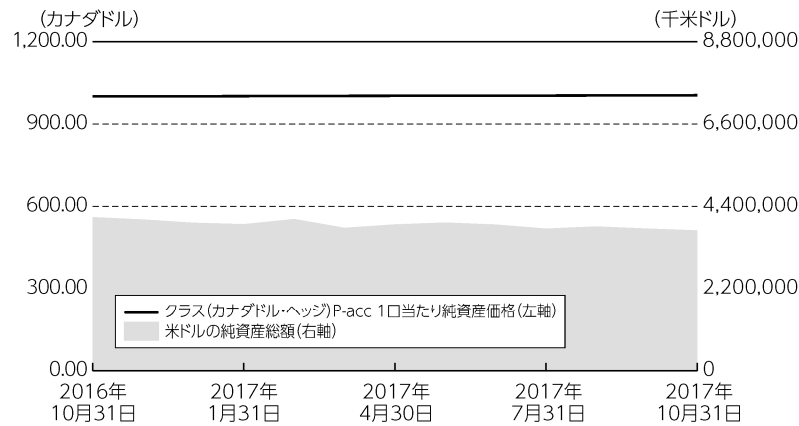 （カナダドル）
（千米ドル）
1,200.00
8,800,000
900.00
6,600,000
600.00
4,400,000
300.00
2,200,000
クラス（カナダドル・ヘッジ）P-acc 1口当たり純資産価格（左軸）
米ドルの純資産総額（右軸）
0.00
0
2016年
10月31日
2017年
1月31日
2017年
4月30日
2017年
7月31日
2017年
10月31日